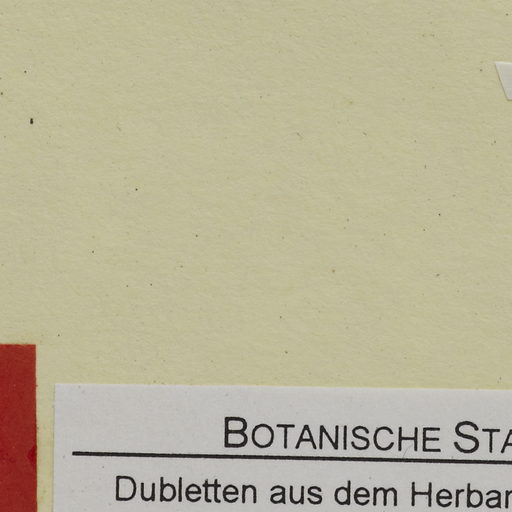 BOTANISCHE STA
Dubletten aus dem Herbar